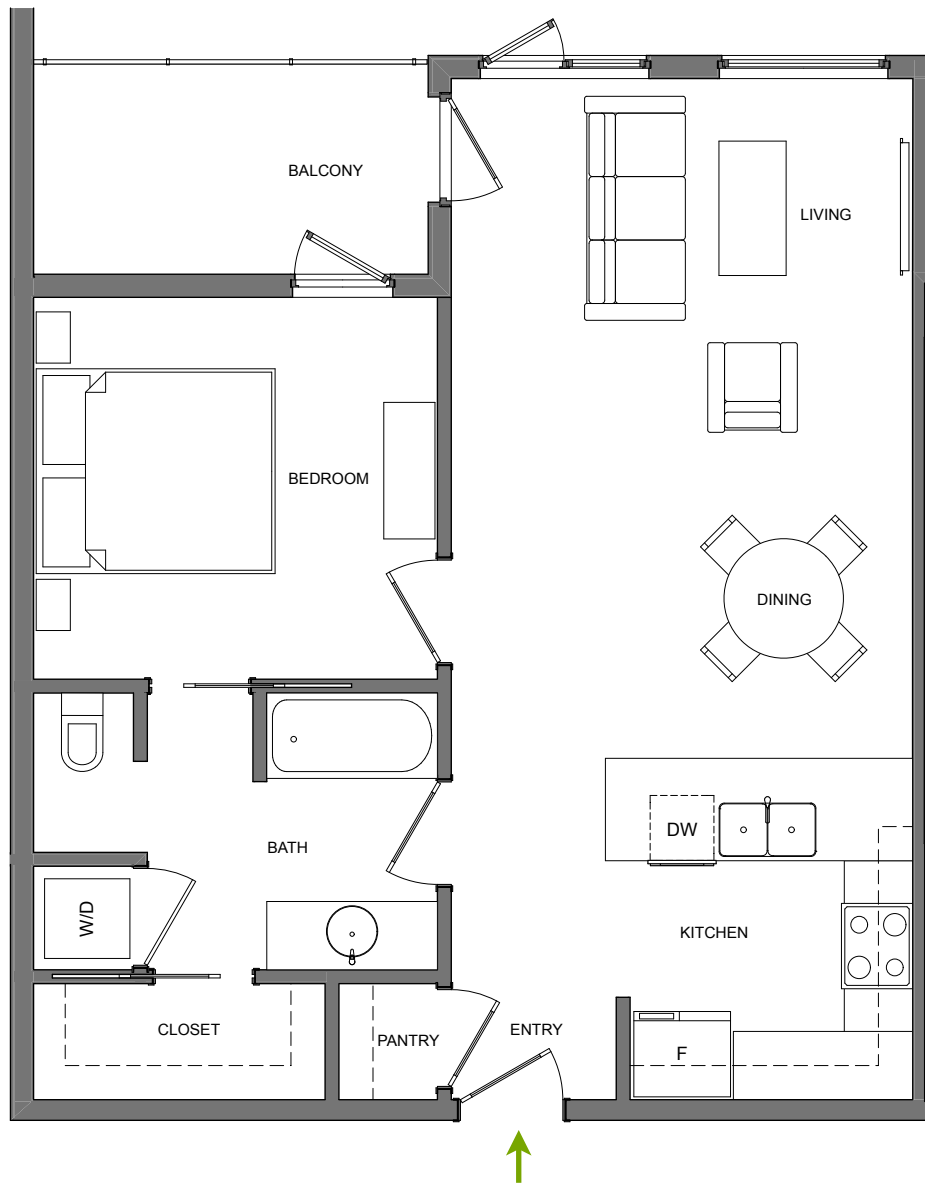 BALCONY
LIVING
BEDROOM
DINING
DW
BATH
W/D
KITCHEN
CLOSET
PANTRY
ENTRY
F